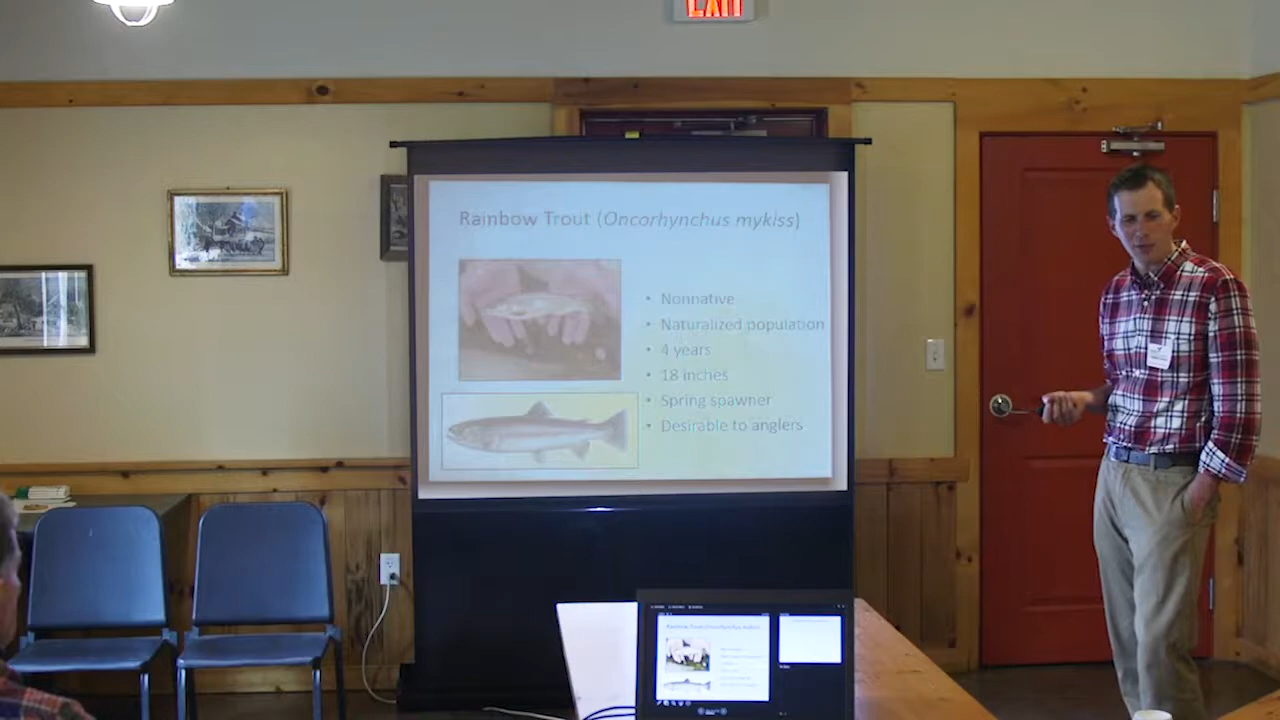 EXIT
Rainbow Trout (Oncorhynchus mykiss)
• Nonnative
• Naturalized population
• 4 years
• 18 inches
• Spring spawner
• Desirable to anglers